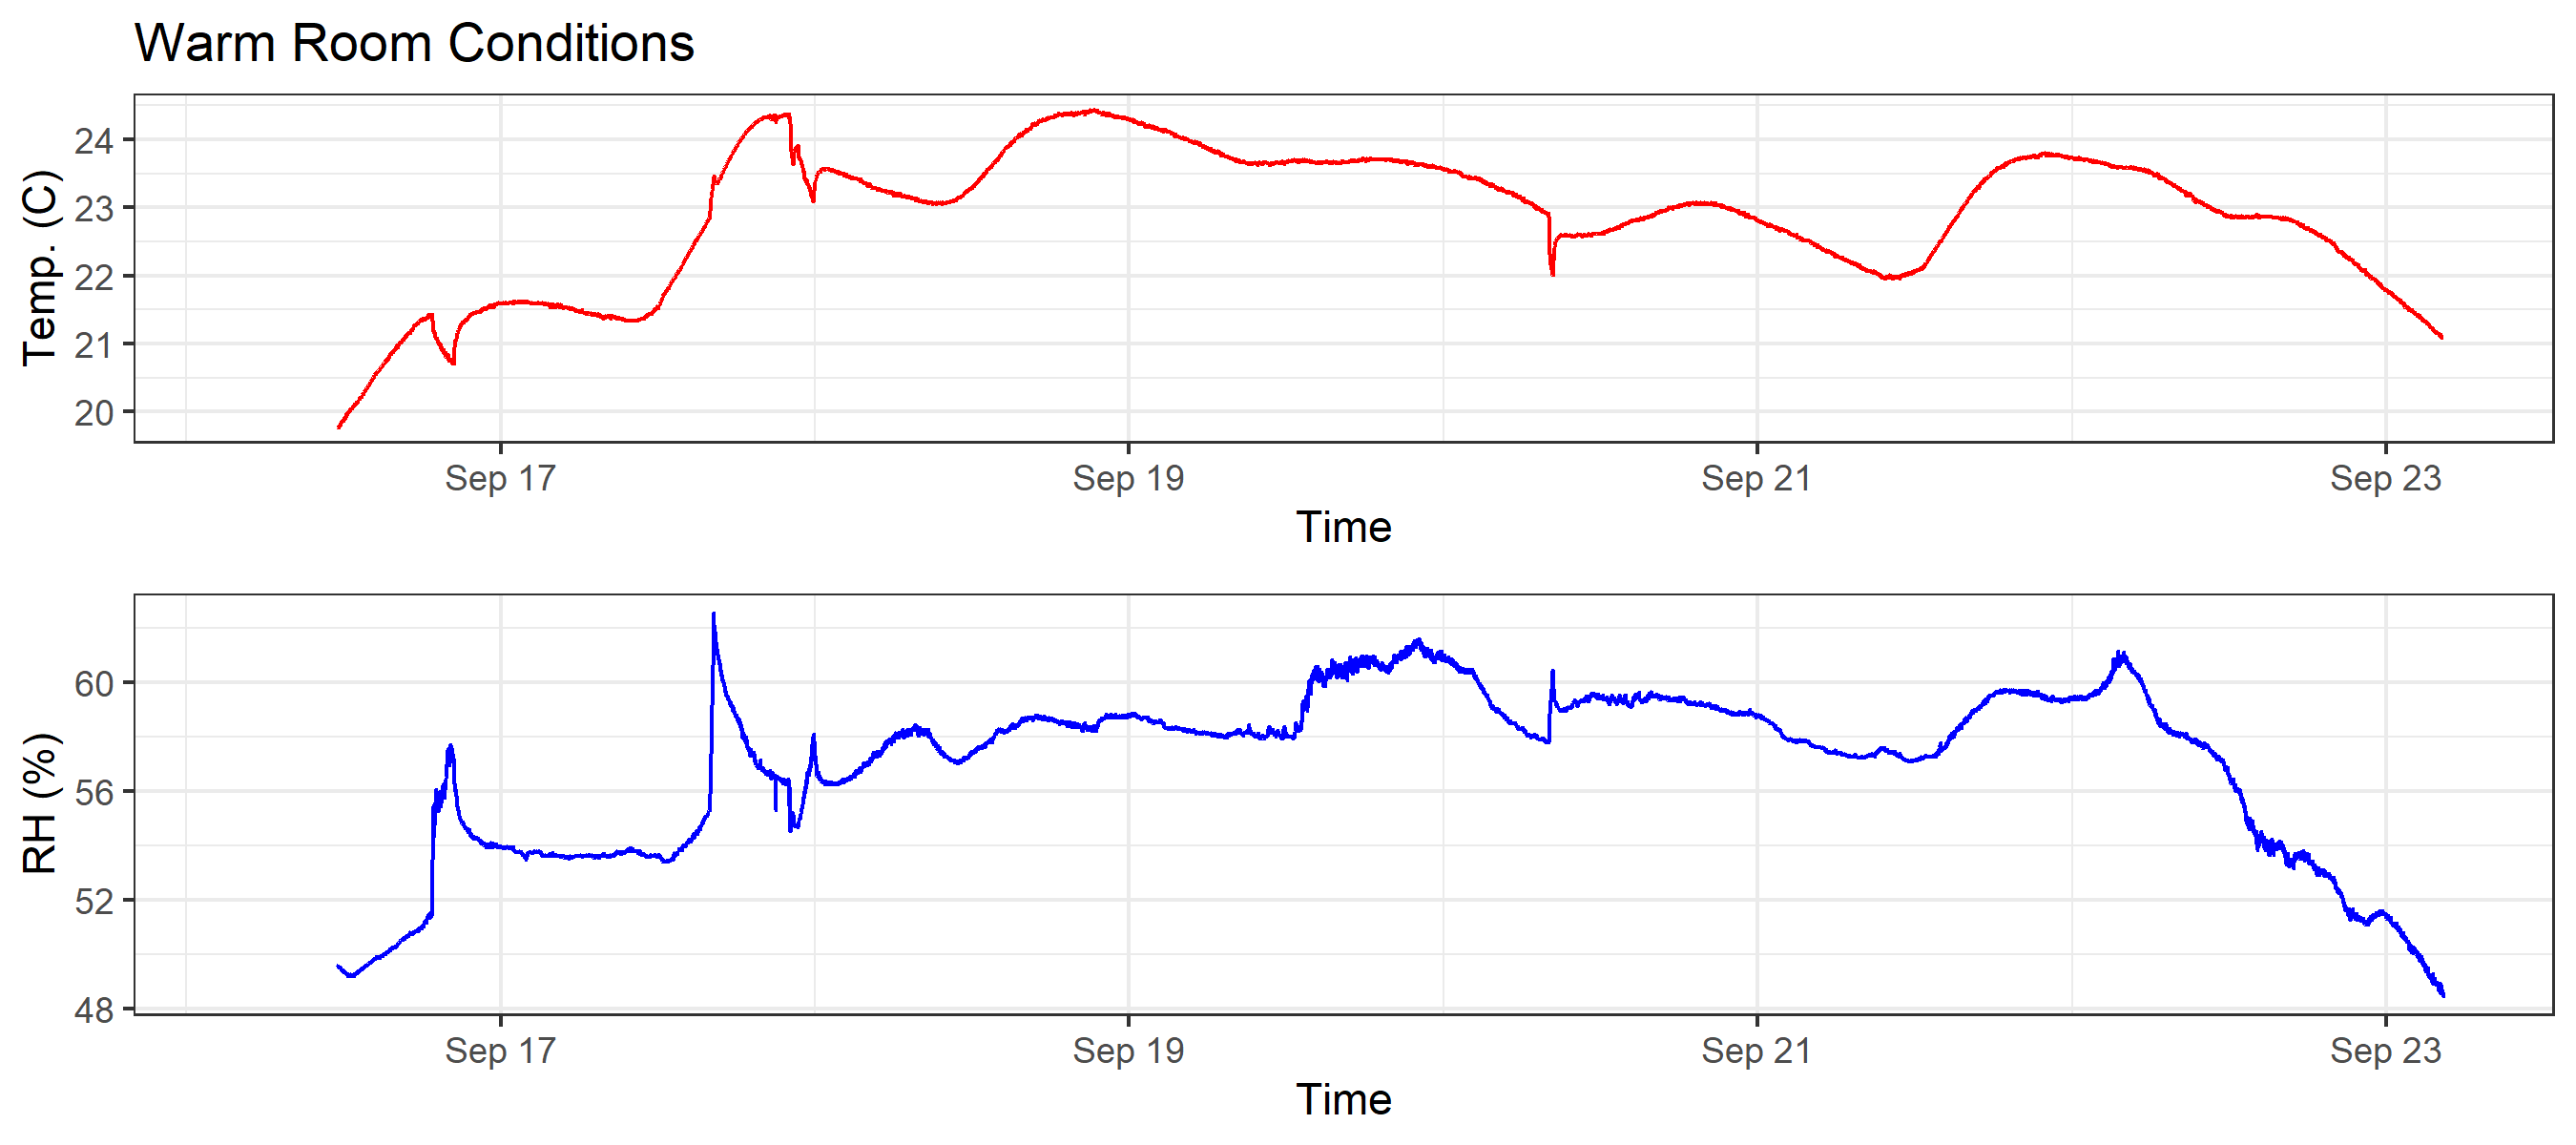 Warm Room Conditions
Temp. (C)
24
23
22
21
20
Sep 17 Sep 19 Sep 21 Sep 23
Time
RH (%)
60
56
52
48
Sep 17 Sep 19 Sep 21 Sep 23
Time